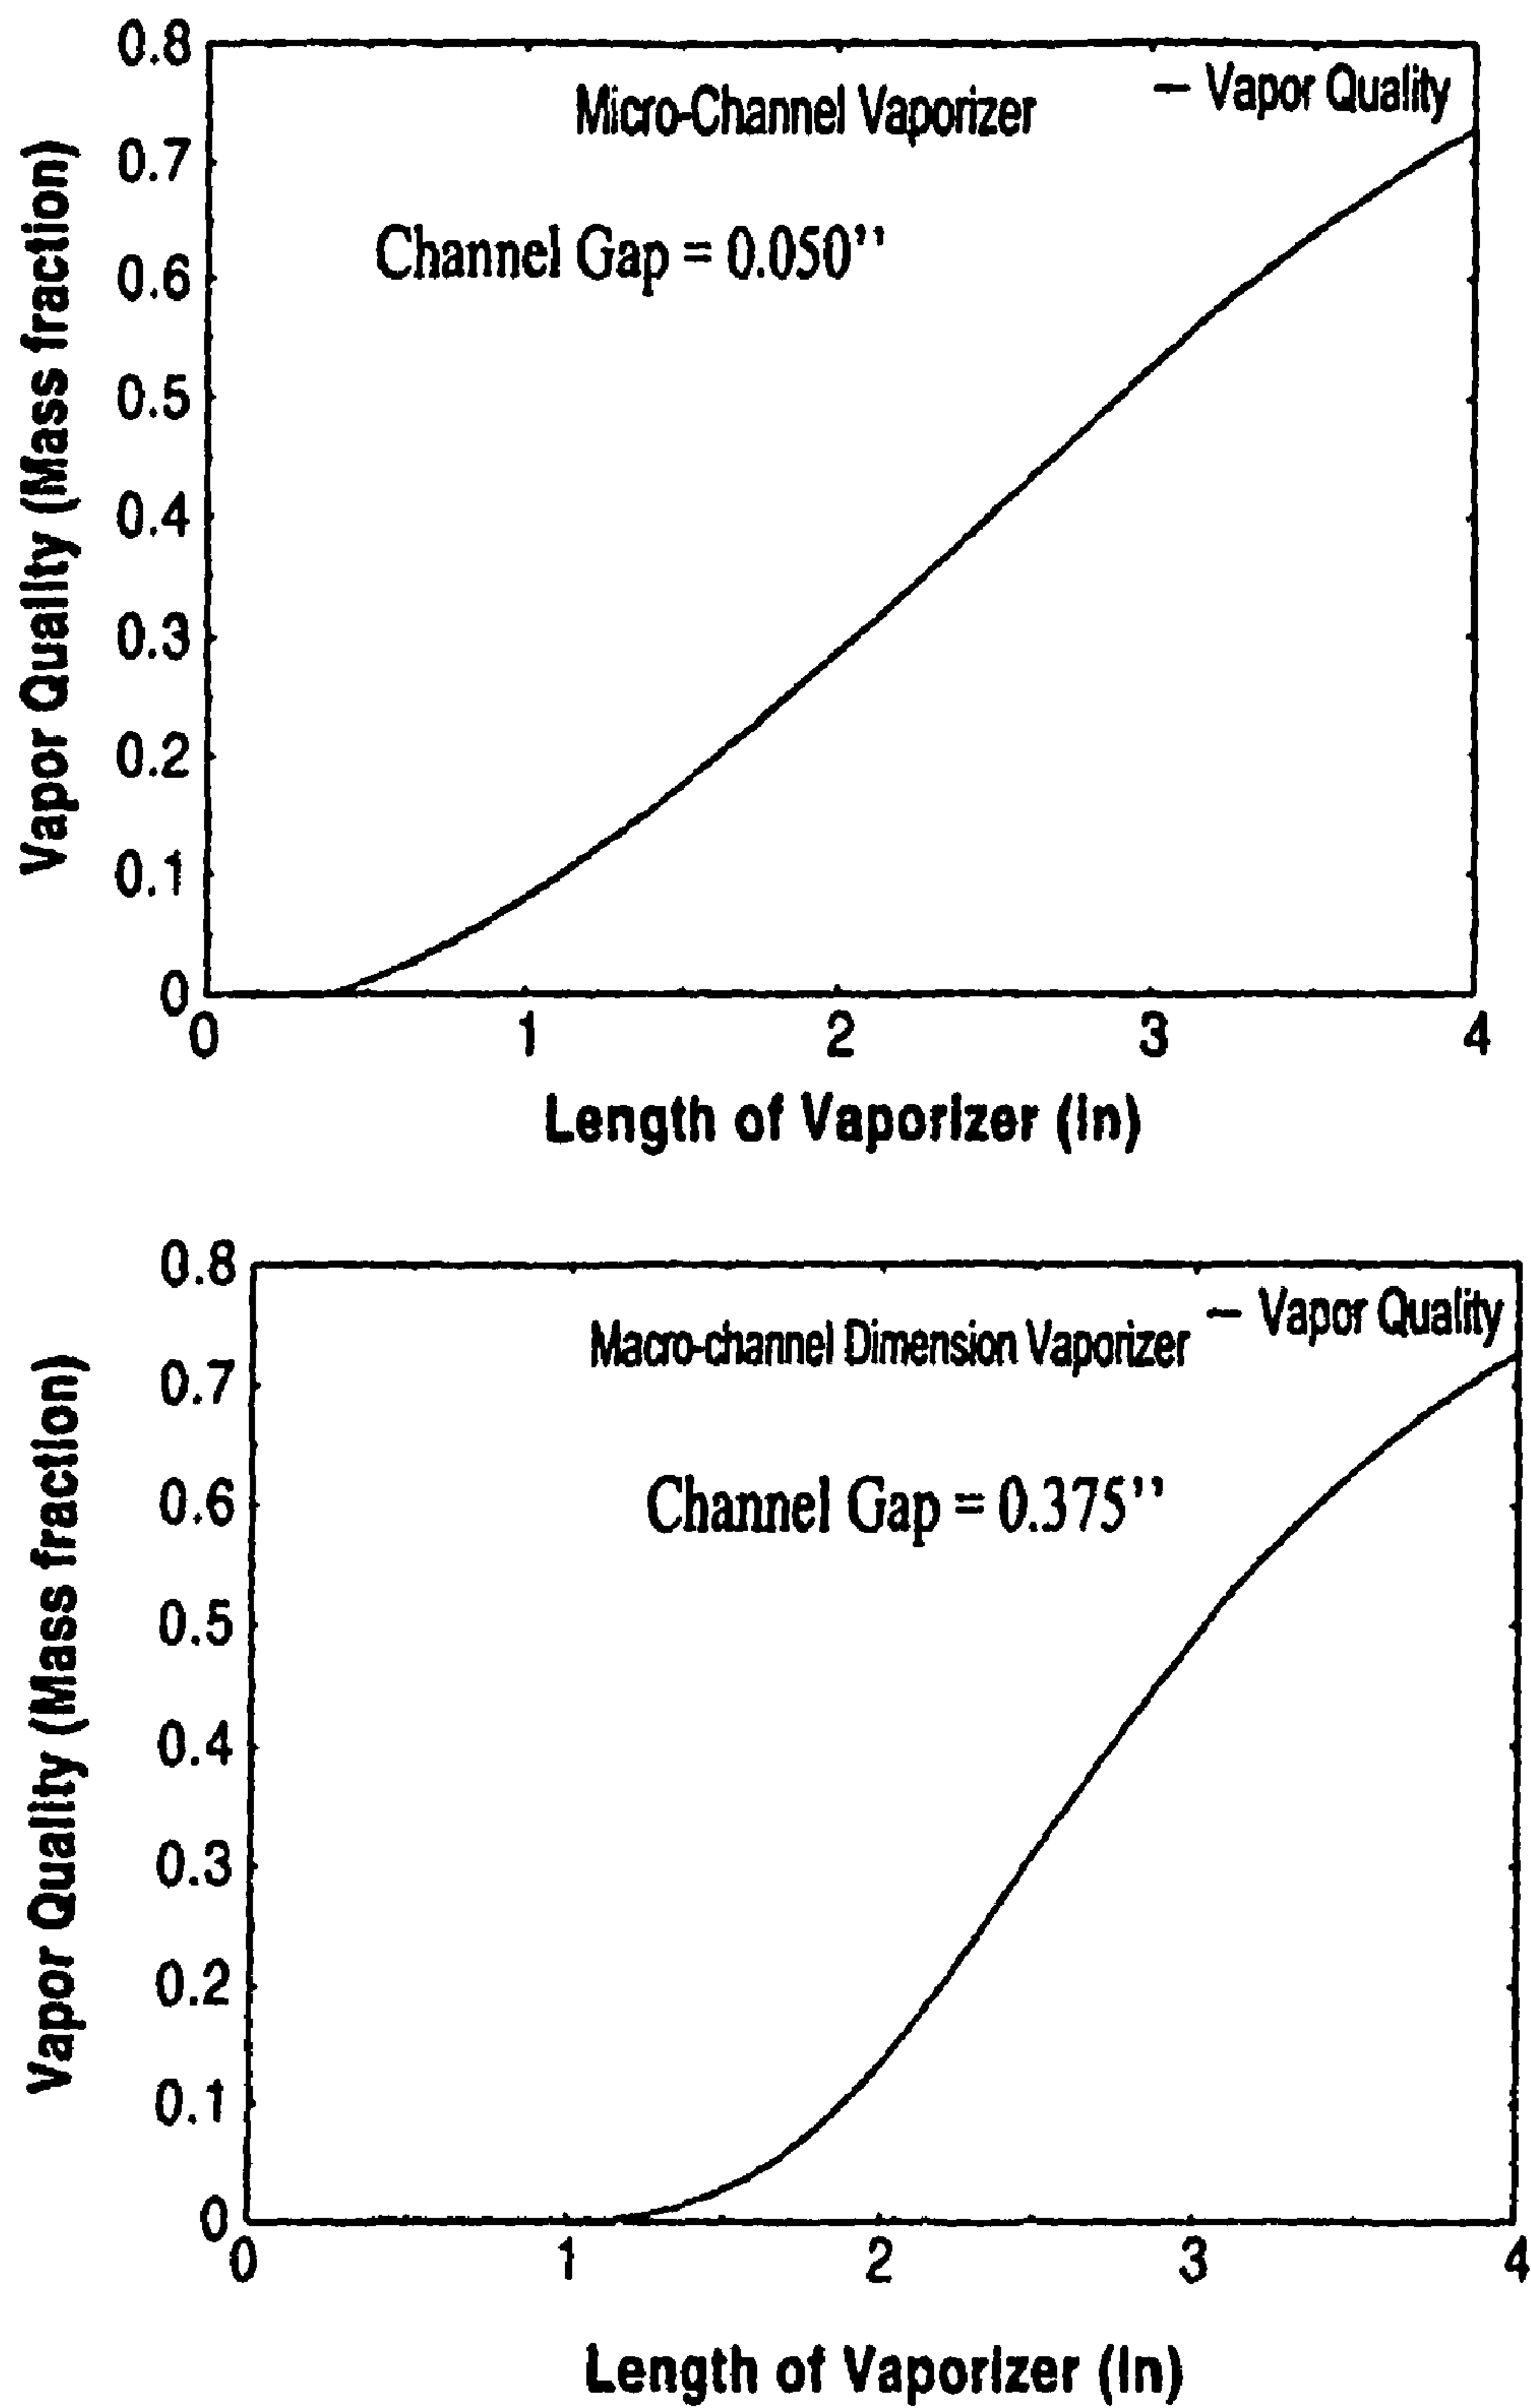 Vapor Quality (Mass fraction)
0.8
0.7
0.6
0.5
0.4
0.3
0.2
0.1
0
Micro-Channel Vaporizer
Vapor Quality
Channel Gap = 0.050’’
0 1 2 3 4
Length of Vaporizer (in)
Vapor Quality (Mass fraction)
0.8
0.7
0.6
0.5
0.4
0.3
0.2
0.1
0
Macro-channel Dimension Vaporizer
Vapor Quality
Channel Gap = 0.375’’
0 1 2 3 4
Length of Vaporizer (in)